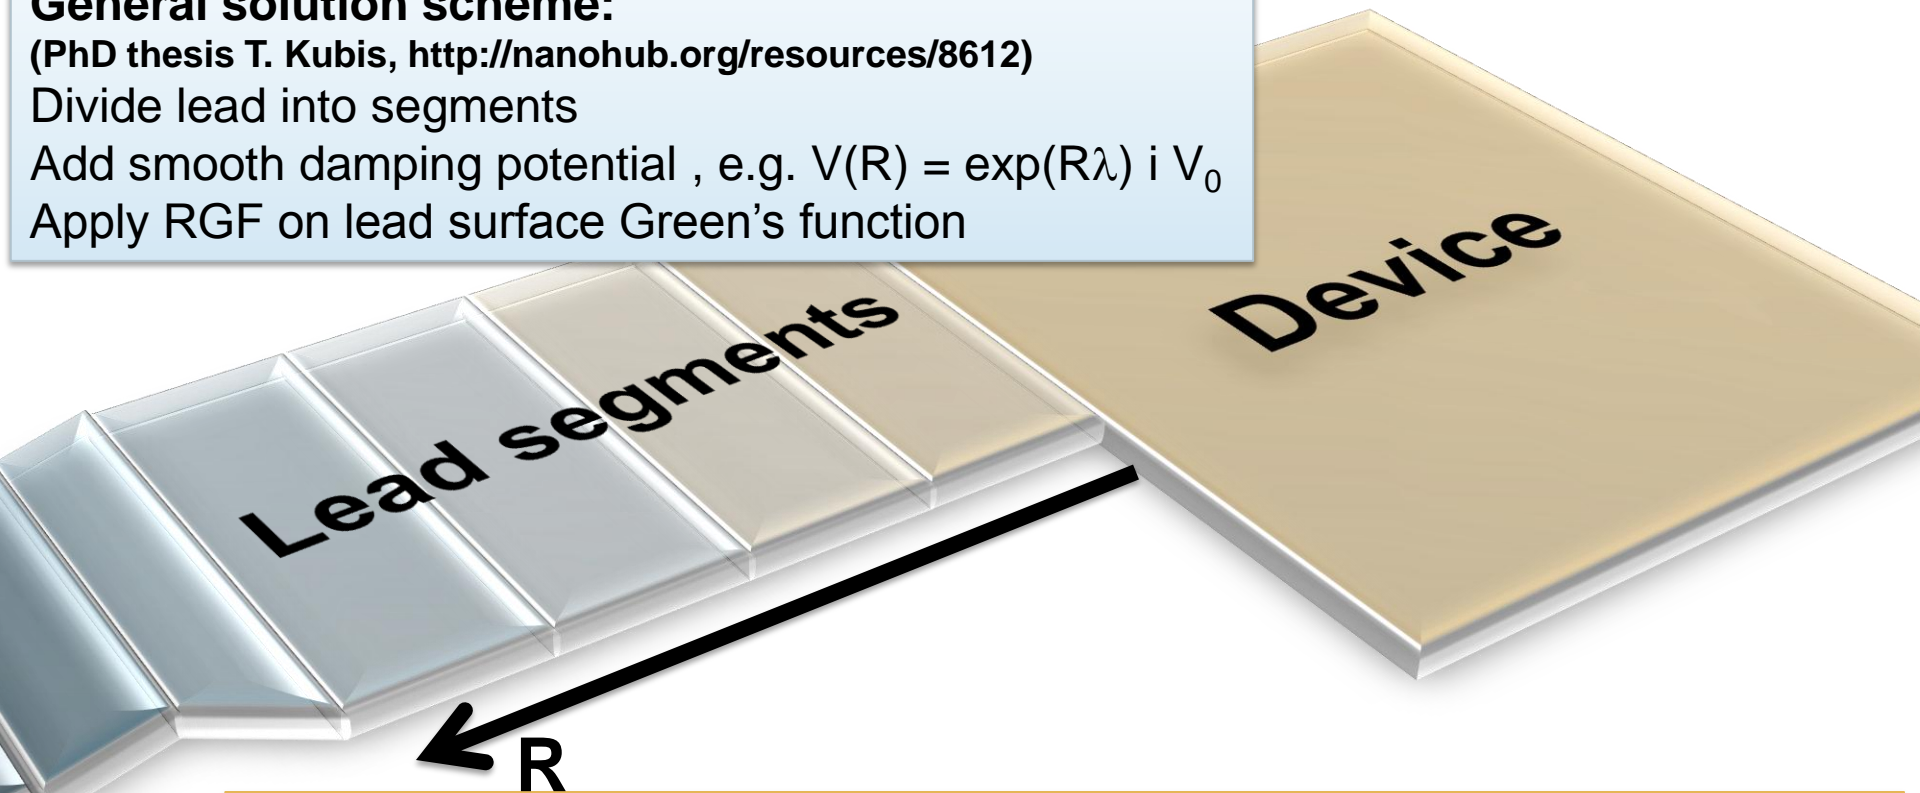 General solution scheme:
(PhD thesis T. Kubis, http://nanohub.org/resources/8612)
Divide lead into segments
Add smooth damping potential , e.g. V(R) = exp(Rλ) i V₀
Apply RGF on lead surface Green’s function
Device
Lead segments
R